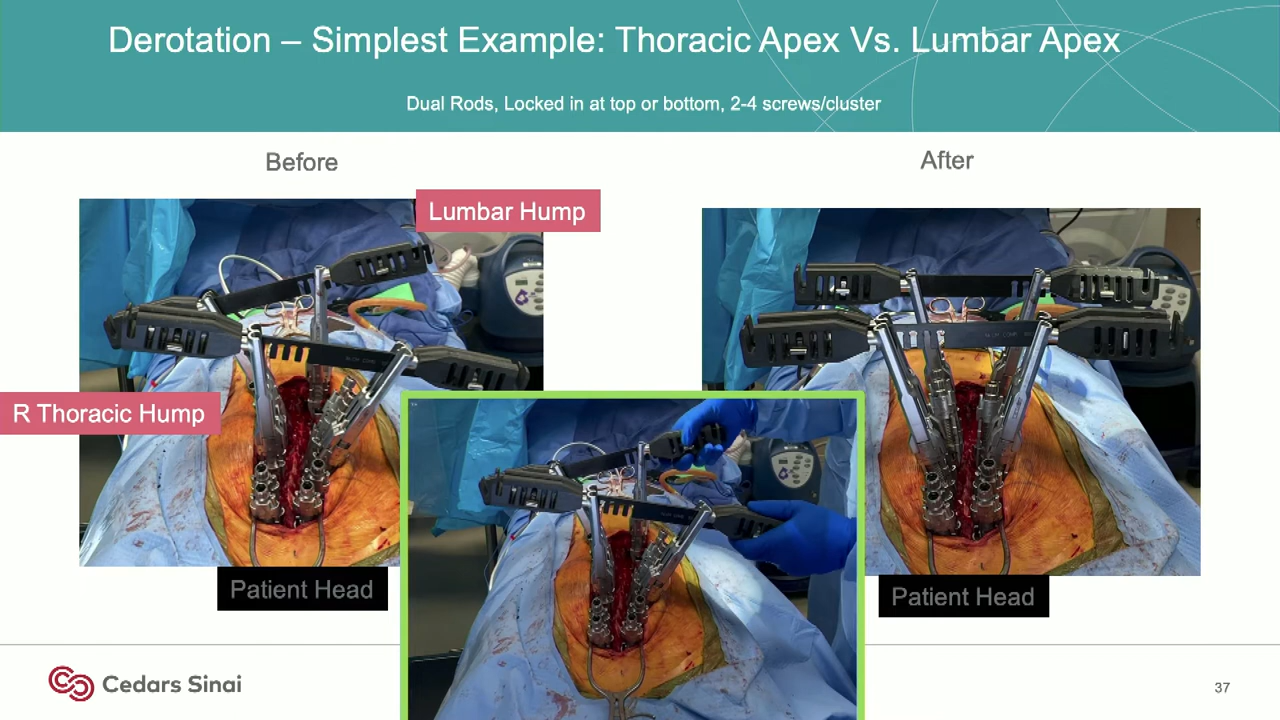 Derotation – Simplest Example: Thoracic Apex Vs. Lumbar Apex
Dual Rods, Locked in at top or bottom, 2-4 screws/cluster
Before
After
Lumbar Hump
R Thoracic Hump
Patient Head
Patient Head
Cedars Sinai
37